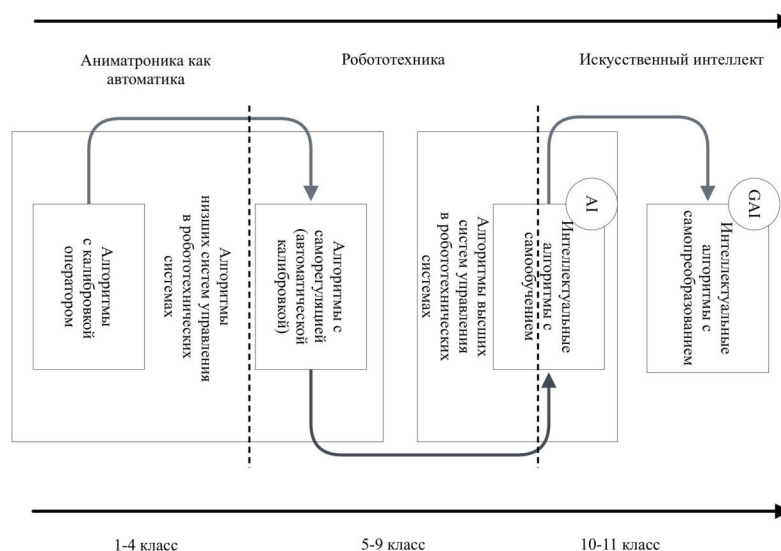 Аниматроника как
автоматика
Робототехника
Искусственный интеллект
Алгоритмы
с калибровкой
оператором
Алгоритмы
низших систем управления
в робототехнических
системах
Алгоритмы с
саморегуляцией
(автоматической
калибровкой)
Алгоритмы высших
систем управления
в робототехнических
системах
AI
Интеллектуальные
алгоритмы с
самообучением
GAI
Интеллектуальные
алгоритмы с
самопреобразованием
1-4 класс
5-9 класс
10-11 класс